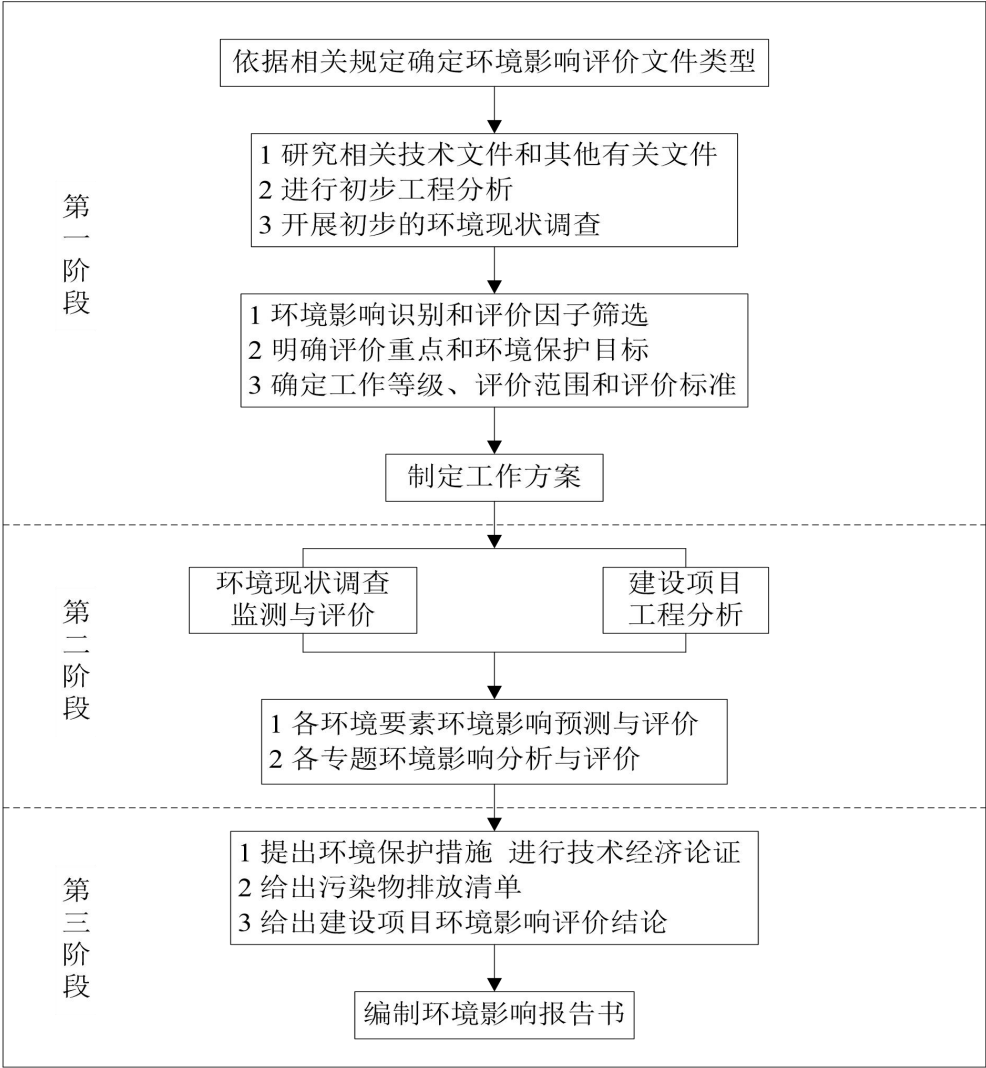 依据相关规定确定环境影响评价文件类型
1 研究相关技术文件和其他有关文件
2 进行初步工程分析
3 开展初步的环境现状调查
第一阶段
1 环境影响识别和评价因子筛选
2 明确评价重点和环境保护目标
3 确定工作等级、评价范围和评价标准
制定工作方案
环境现状调查
监测与评价
建设项目
工程分析
第二阶段
1 各环境要素环境影响预测与评价
2 各专题环境影响分析与评价
1 提出环境保护措施 进行技术经济论证
2 给出污染物排放清单
3 给出建设项目环境影响评价结论
第三阶段
编制环境影响报告书